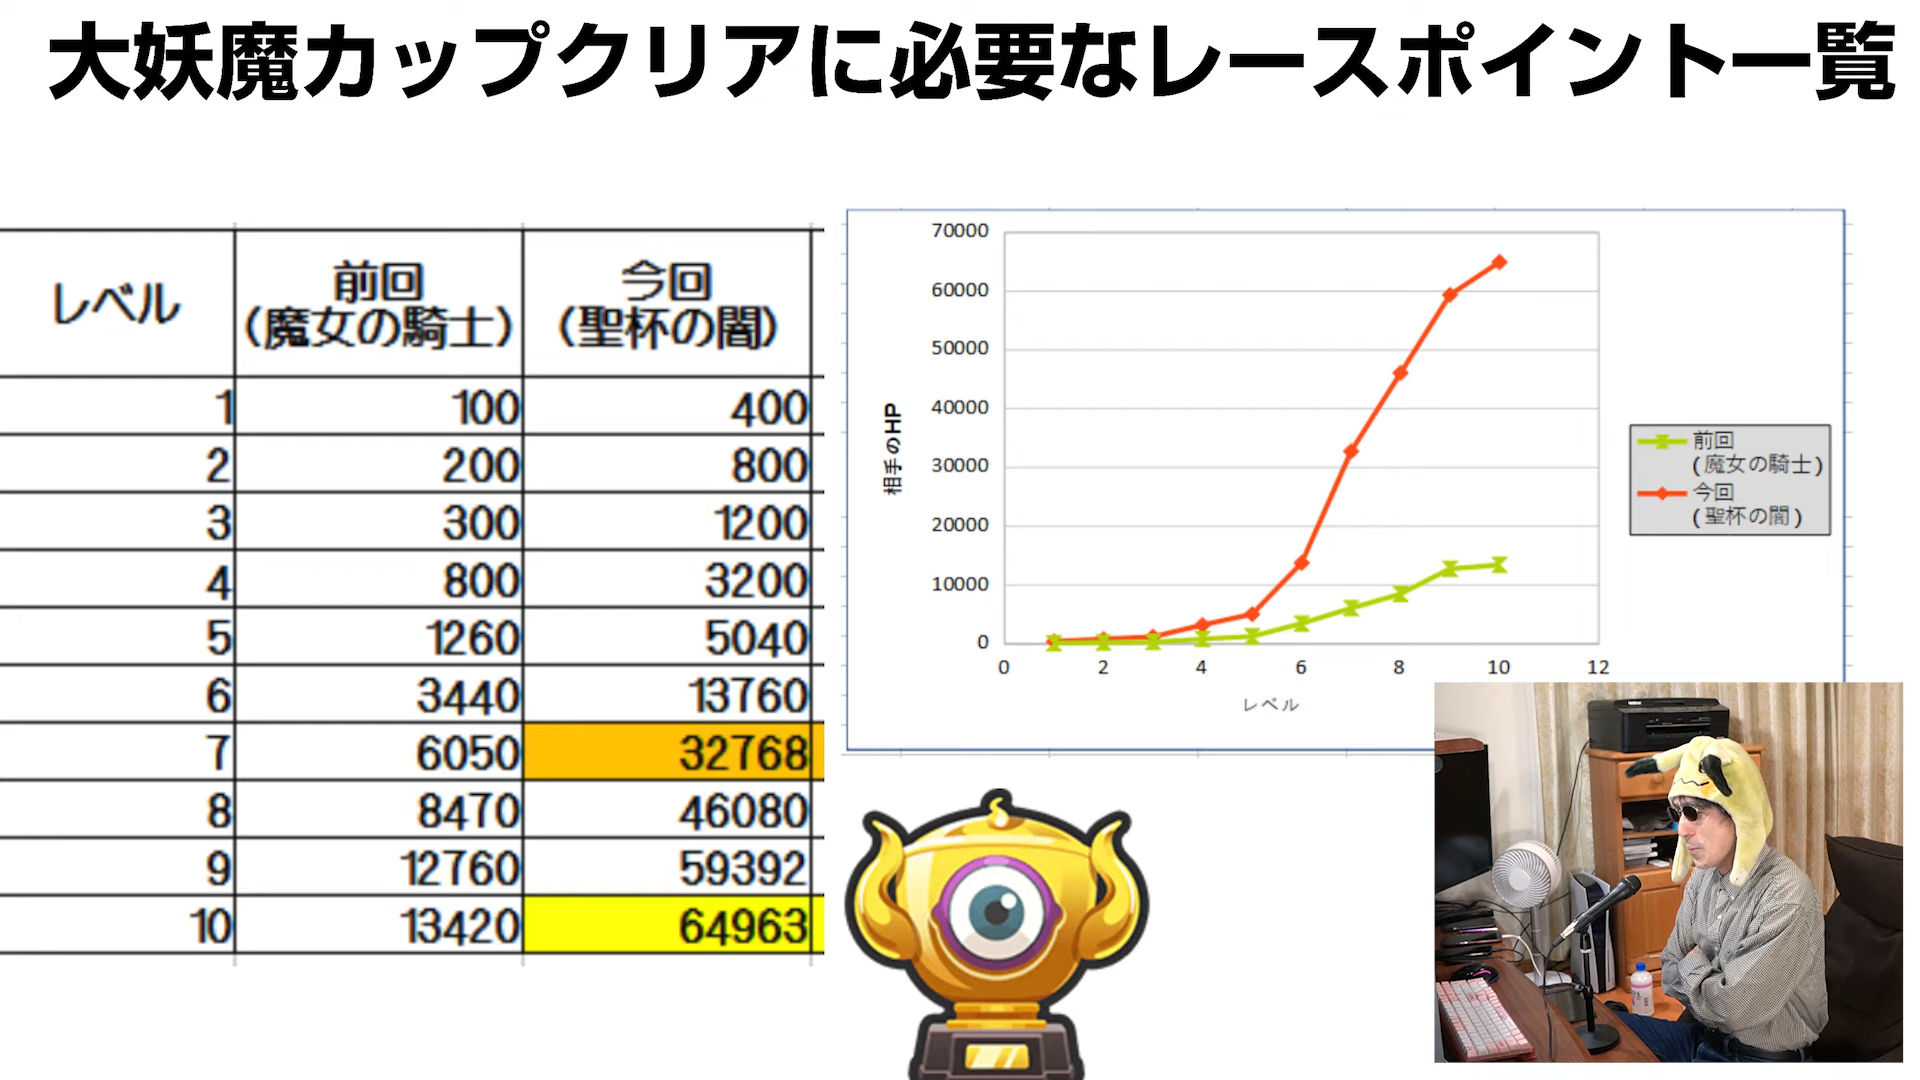 大妖魔カップクリアに必要なレースポイント一覧
レベル 前回 今回
（魔女の騎士） （聖杯の闇）
1 100 400
2 200 800
3 300 1200
4 800 3200
5 1260 5040
6 3440 13760
7 6050 32768
8 8470 46080
9 12760 59392
10 13420 64963
70000
60000
50000
40000
30000
20000
10000
0
相手のHP
0 2 4 6 8 10 12
レベル
前回
(魔女の騎士)
今回
(聖杯の闇)